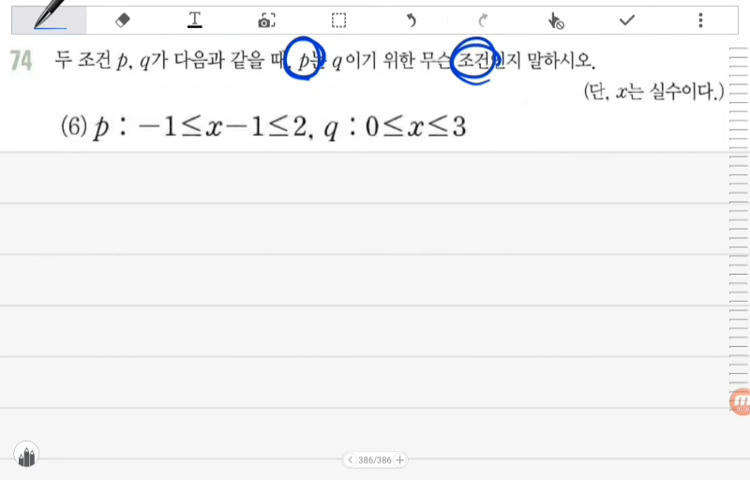 T
74 두 조건 p, q가 다음과 같을 때, p는 q이기 위한 무슨 조건인지 말하시오.
(단, x는 실수이다.)
(6) p : -1≤x-1≤2, q : 0≤x≤3
< 386/386 +